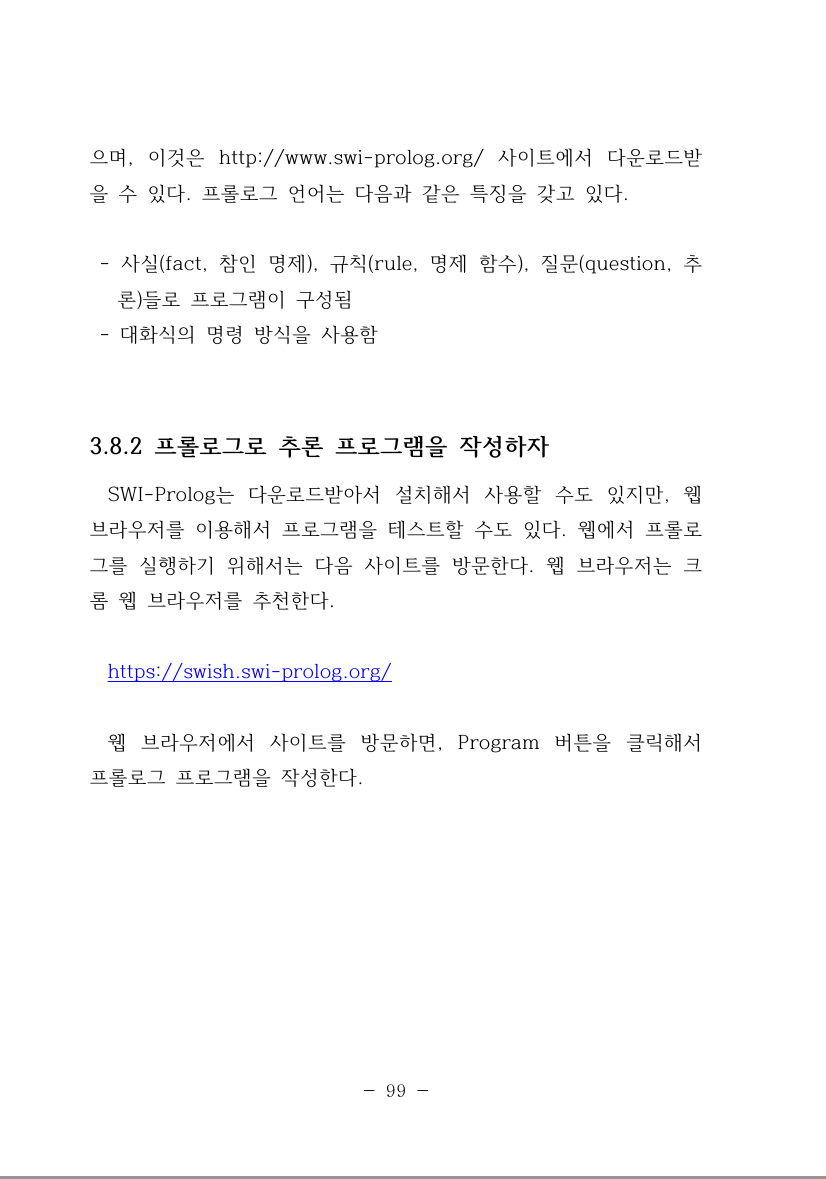 으며, 이것은 http://www.swi-prolog.org/ 사이트에서 다운로드받
을 수 있다. 프롤로그 언어는 다음과 같은 특징을 갖고 있다.
- 사실(fact, 참인 명제), 규칙(rule, 명제 함수), 질문(question, 추
론)들로 프로그램이 구성됨
- 대화식의 명령 방식을 사용함
3.8.2 프롤로그로 추론 프로그램을 작성하자
SWI-Prolog는 다운로드받아서 설치해서 사용할 수도 있지만, 웹
브라우저를 이용해서 프로그램을 테스트할 수도 있다. 웹에서 프롤로
그를 실행하기 위해서는 다음 사이트를 방문한다. 웹 브라우저는 크
롬 웹 브라우저를 추천한다.
https://swish.swi-prolog.org/
웹 브라우저에서 사이트를 방문하면, Program 버튼을 클릭해서
프롤로그 프로그램을 작성한다.
- 99 -